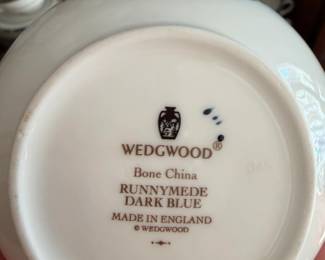 WEDGWOOD®
Bone China
RUNNYMEDE
DARK BLUE
MADE IN ENGLAND
© WEDGWOOD